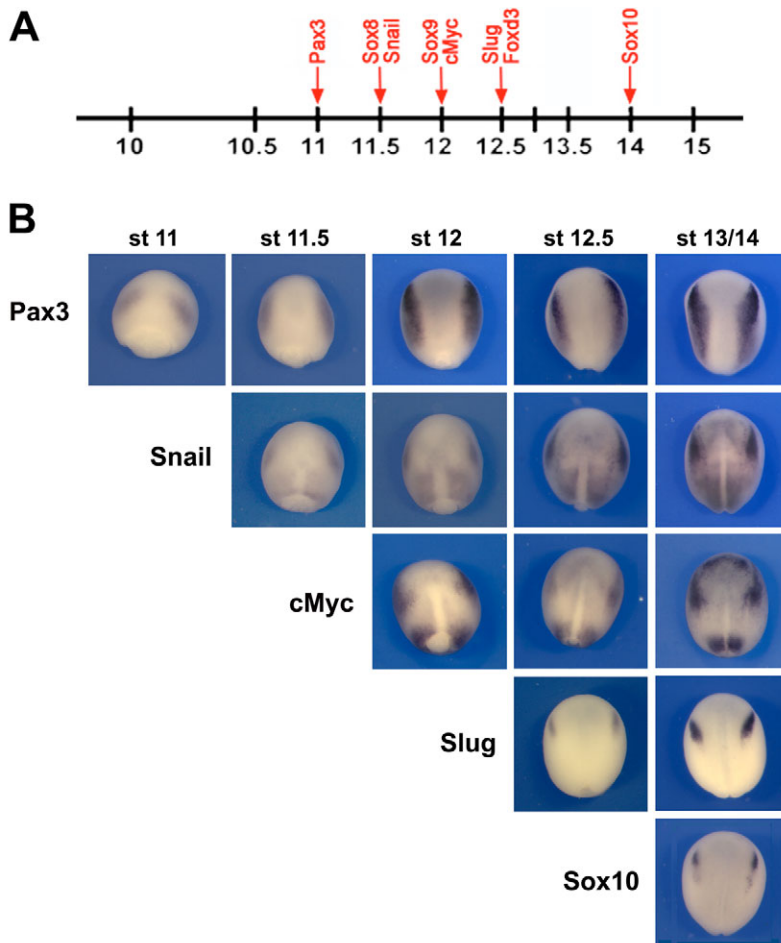 A
Pax3
Sox8
Snail
Sox9
cMyc
Slug
Foxd3
Sox10
10 10.5 11 11.5 12 12.5 13.5 14 15
B
st 11 st 11.5 st 12 st 12.5 st 13/14
Pax3
Snail
cMyc
Slug
Sox10